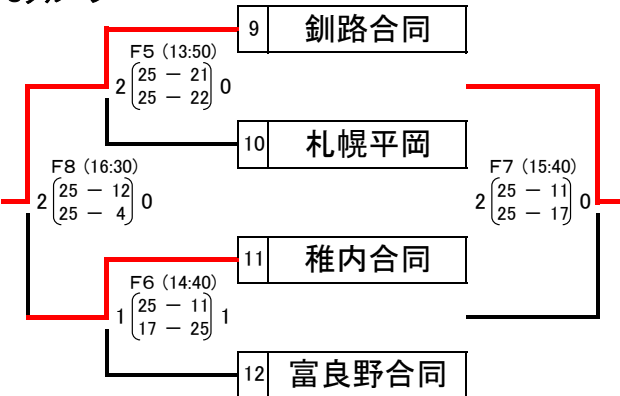 9 釧路合同
F5 (13:50)
2 25 － 21 0
25 － 22
10 札幌平岡
F8 (16:30)
2 25 － 12 0
25 － 4
F7 (15:40)
2 25 － 11 0
25 － 17
11 稚内合同
F6 (14:40)
1 25 － 11 1
17 － 25
12 富良野合同